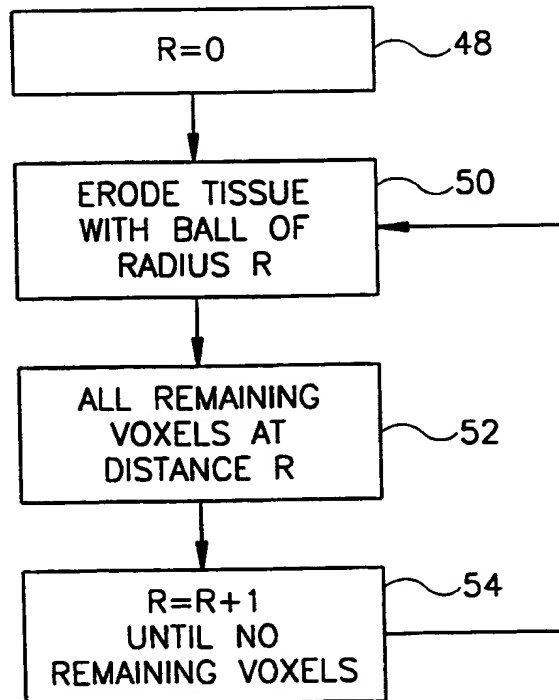 R=0
48
ERODE TISSUE
WITH BALL OF
RADIUS R
50
ALL REMAINING
VOXELS AT
DISTANCE R
52
R=R+1
UNTIL NO
REMAINING VOXELS
54